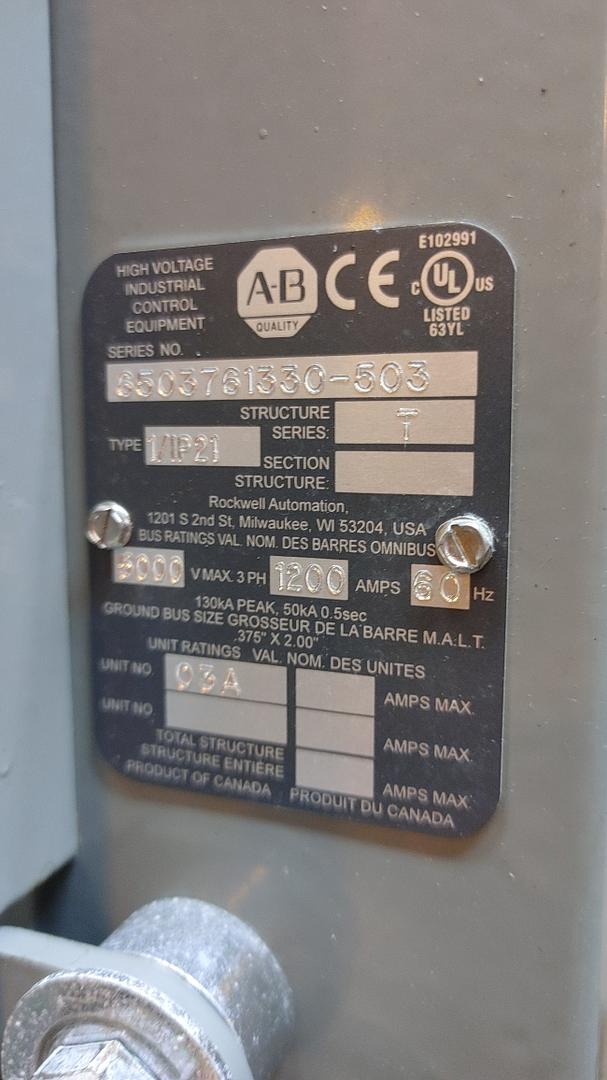 HIGH VOLTAGE
INDUSTRIAL
CONTROL
EQUIPMENT
A-B
QUALITY
CE
E102991
c UL US
LISTED
63YL
SERIES NO.
6503761330-503
STRUCTURE
SERIES: T
TYPE 1/IP21
SECTION
STRUCTURE:
Rockwell Automation,
1201 S 2nd St, Milwaukee, WI 53204, USA
BUS RATINGS VAL. NOM. DES BARRES OMNIBUS
5000 V MAX. 3 PH 1200 AMPS 60 Hz
130kA PEAK, 50kA 0.5sec
GROUND BUS SIZE GROSSEUR DE LA BARRE M.A.L.T.
.375" X 2.00"
UNIT RATINGS VAL. NOM. DES UNITES
UNIT NO. 03A AMPS MAX.
UNIT NO. AMPS MAX.
TOTAL STRUCTURE
STRUCTURE ENTIÈRE AMPS MAX.
PRODUCT OF CANADA PRODUIT DU CANADA